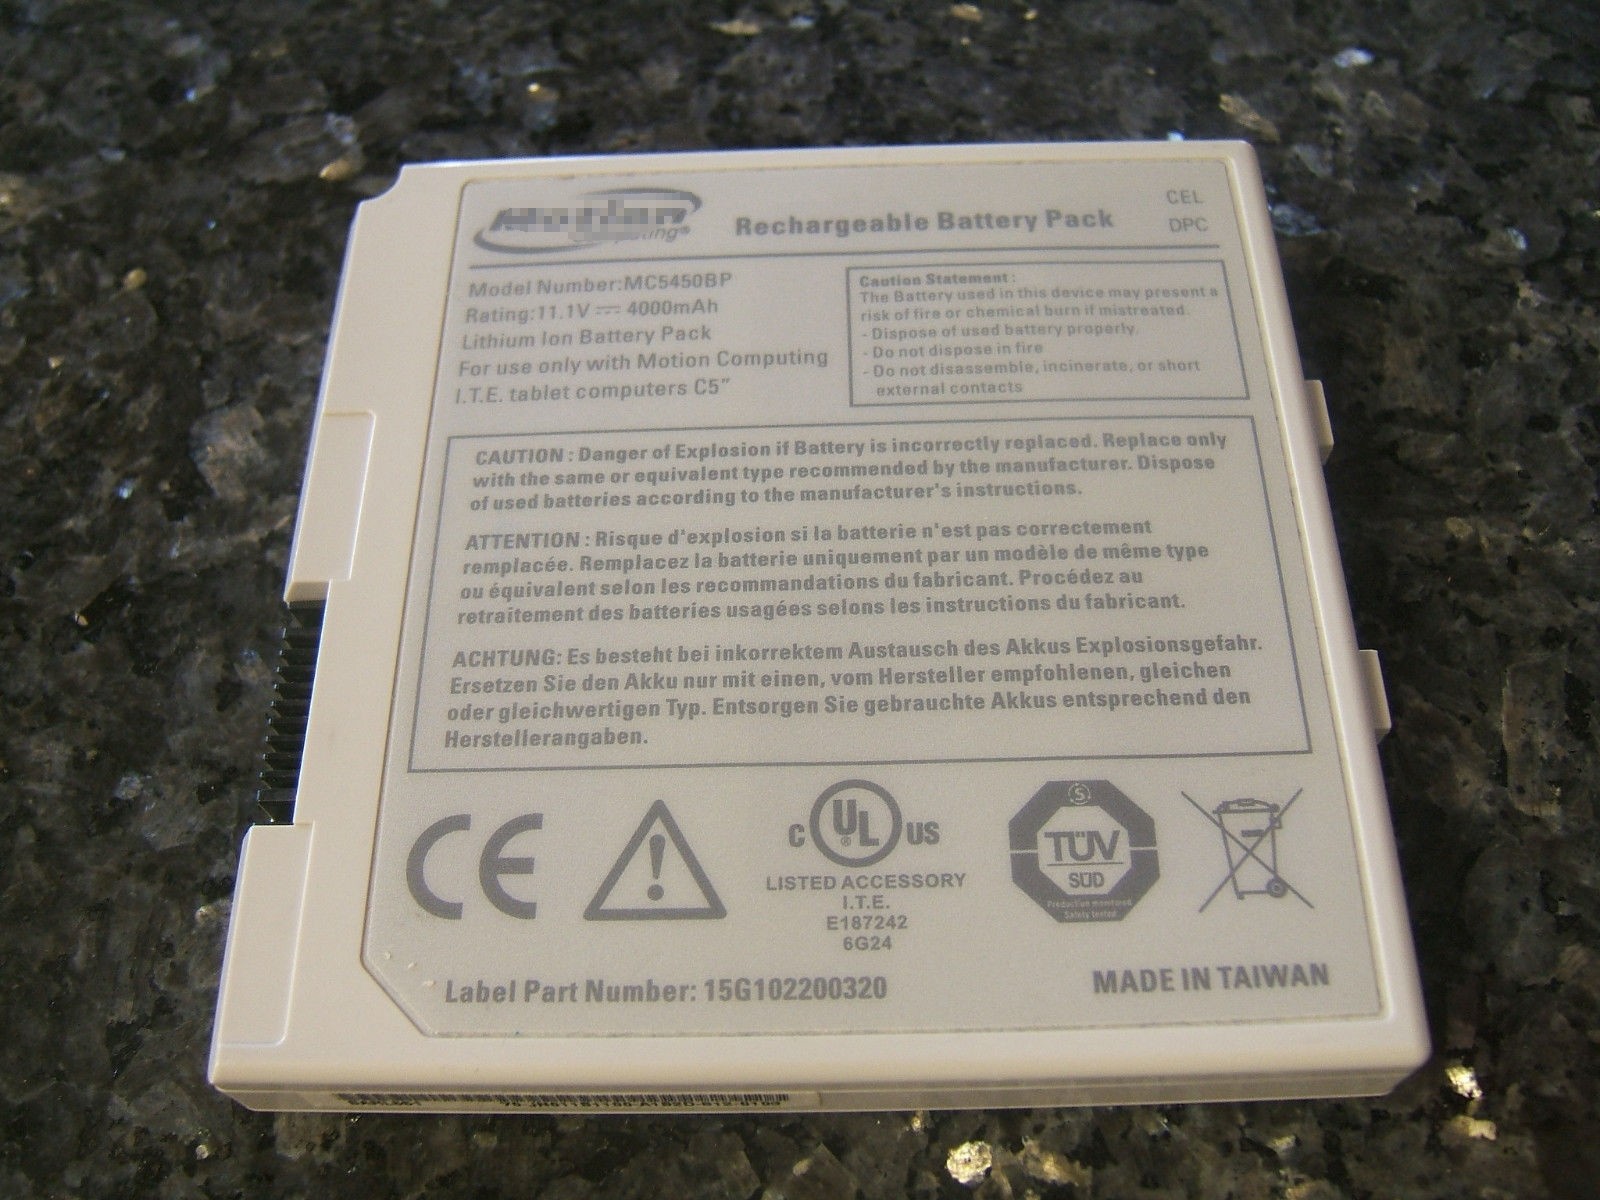 Rechargeable Battery Pack
CEL
DPC
Model Number:MC5450BP
Rating:11.1V 4000mAh
Lithium Ion Battery Pack
For use only with Motion Computing
I.T.E. tablet computers C5"
Caution Statement:
The Battery used in this device may present a
risk of fire or chemical burn if mistreated.
- Dispose of used battery properly.
- Do not dispose in fire
- Do not disassemble, incinerate, or short
external contacts
CAUTION : Danger of Explosion if Battery is incorrectly replaced. Replace only
with the same or equivalent type recommended by the manufacturer. Dispose
of used batteries according to the manufacturer's instructions.
ATTENTION : Risque d'explosion si la batterie n'est pas correctement
remplacée. Remplacez la batterie uniquement par un modèle de même type
ou équivalent selon les recommandations du fabricant. Procédez au
retraitement des batteries usagées selons les instructions du fabricant.
ACHTUNG: Es besteht bei inkorrektem Austausch des Akkus Explosionsgefahr.
Ersetzen Sie den Akku nur mit einen, vom Hersteller empfohlenen, gleichen
oder gleichwertigen Typ. Entsorgen Sie gebrauchte Akkus entsprechend den
Herstellerangaben.
CE
C UL® US
LISTED ACCESSORY
I.T.E.
E187242
6G24
S
TÜV
SÜD
Production monitored
Safety tested
Label Part Number: 15G102200320
MADE IN TAIWAN